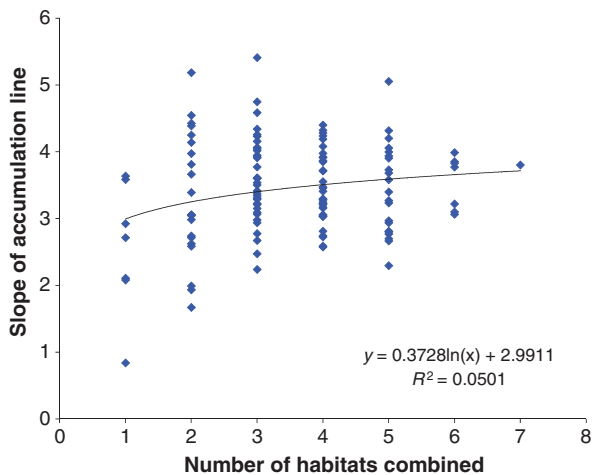 6
5
4
3
2
1
0
Slope of accumulation line
y = 0.3728ln(x) + 2.9911
R² = 0.0501
0 1 2 3 4 5 6 7 8
Number of habitats combined